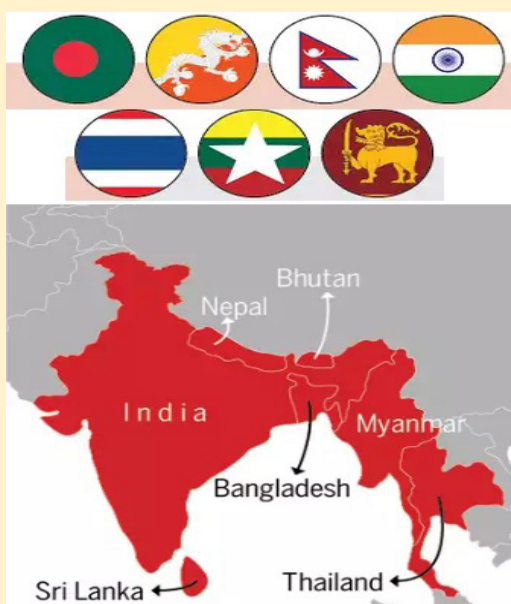 Bhutan
Nepal
India
Myanmar
Bangladesh
Sri Lanka
Thailand